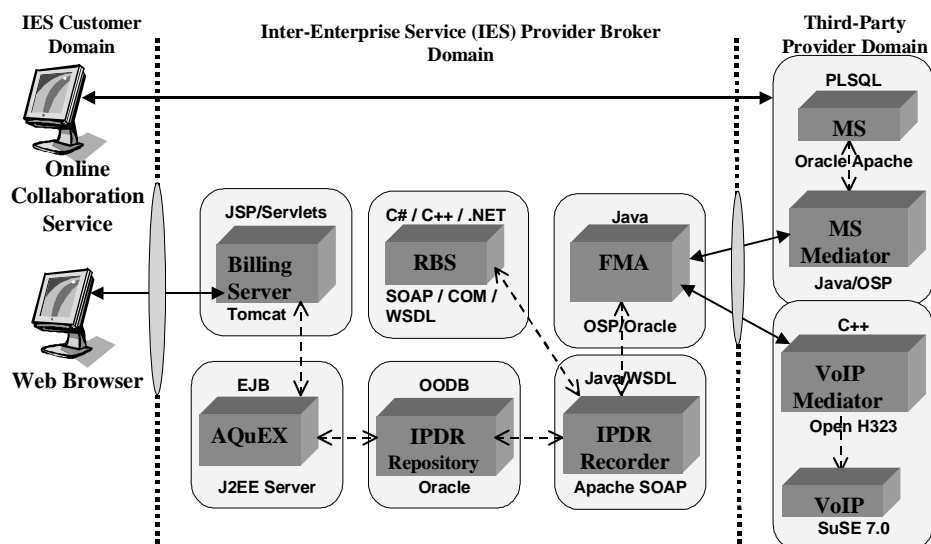 IES Customer
Domain
Inter-Enterprise Service (IES) Provider Broker
Domain
Third-Party
Provider Domain
Online
Collaboration
Service
Web Browser
JSP/Servlets
Billing
Server
Tomcat
C# / C++ / .NET
RBS
SOAP / COM /
WSDL
Java
FMA
OSP/Oracle
EJB
AQuEX
J2EE Server
OODB
IPDR
Repository
Oracle
Java/WSDL
IPDR
Recorder
Apache SOAP
PLSQL
MS
Oracle Apache
MS
Mediator
Java/OSP
C++
VoIP
Mediator
Open H323
VoIP
SuSE 7.0